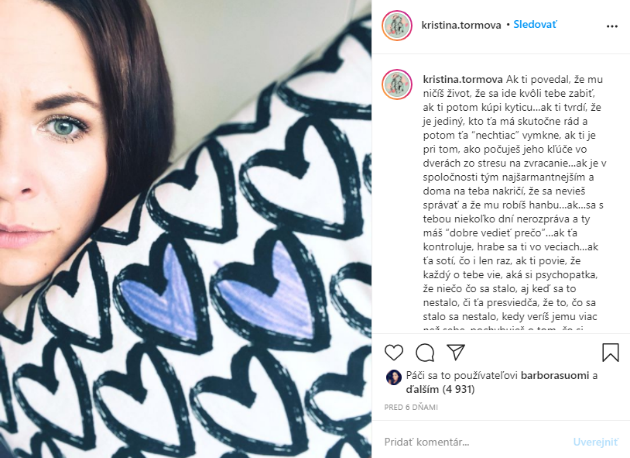 kristina.tormova • Sledovať
kristina.tormova Ak ti povedal, že mu
ničíš život, že sa ide kvôli tebe zabiť,
ak ti potom kúpi kyticu...ak ti tvrdí, že
je jediný, kto ťa má skutočne rád a
potom ťa "nechtiac" vymkne, ak ti je
pri tom, ako počuješ jeho kľúče vo
dverách zo stresu na zvracanie...ak je v
spoločnosti tým najšarmantnejším a
doma na teba nakričí, že sa nevieš
správať a že mu robíš hanbu...ak...sa s
tebou niekoľko dní nerozpráva a ty
máš "dobre vedieť prečo"...ak ťa
kontroluje, hrabe sa ti vo veciach...ak
ťa sotí, čo i len raz, ak ti povie, že
každý o tebe vie, aká si psychopatka,
že niečo čo sa stalo, aj keď sa to
nestalo, či ťa presviedča, že to, čo sa
stalo sa nestalo, kedy veríš jemu viac
Páči sa to používateľovi barborasuomi a
ďalším (4 931)
PRED 6 DŇAMI
Pridať komentár...
Uverejniť